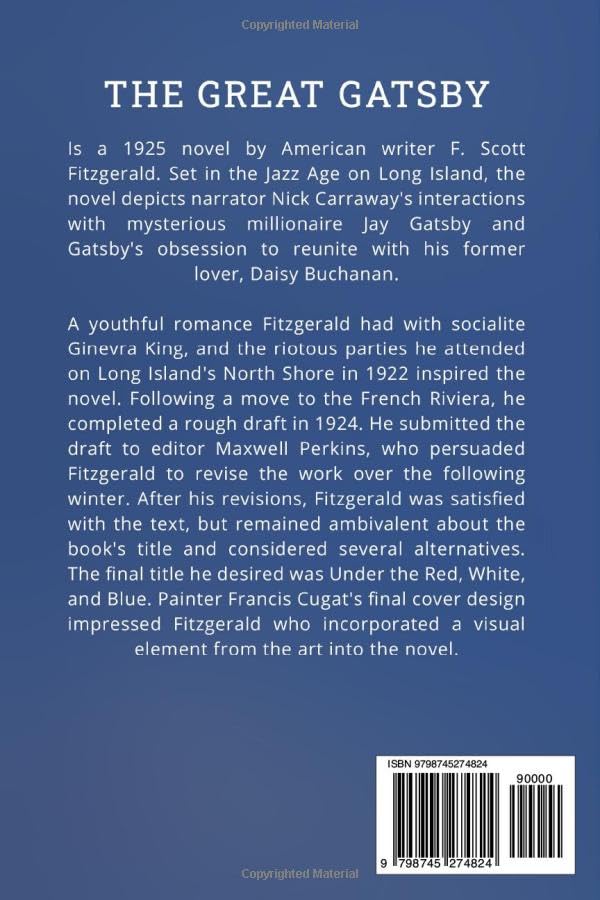 Copyrighted Material
THE GREAT GATSBY
Is a 1925 novel by American writer F. Scott
Fitzgerald. Set in the Jazz Age on Long Island, the
novel depicts narrator Nick Carraway's interactions
with mysterious millionaire Jay Gatsby and
Gatsby's obsession to reunite with his former
lover, Daisy Buchanan.
A youthful romance Fitzgerald had with socialite
Ginevra King, and the riotous parties he attended
on Long Island's North Shore in 1922 inspired the
novel. Following a move to the French Riviera, he
completed a rough draft in 1924. He submitted the
draft to editor Maxwell Perkins, who persuaded
Fitzgerald to revise the work over the following
winter. After his revisions, Fitzgerald was satisfied
with the text, but remained ambivalent about the
book's title and considered several alternatives.
The final title he desired was Under the Red, White,
and Blue. Painter Francis Cugat's final cover design
impressed Fitzgerald who incorporated a visual
element from the art into the novel.
ISBN 9798745274824
90000
9 798745 274824
Copyrighted Material